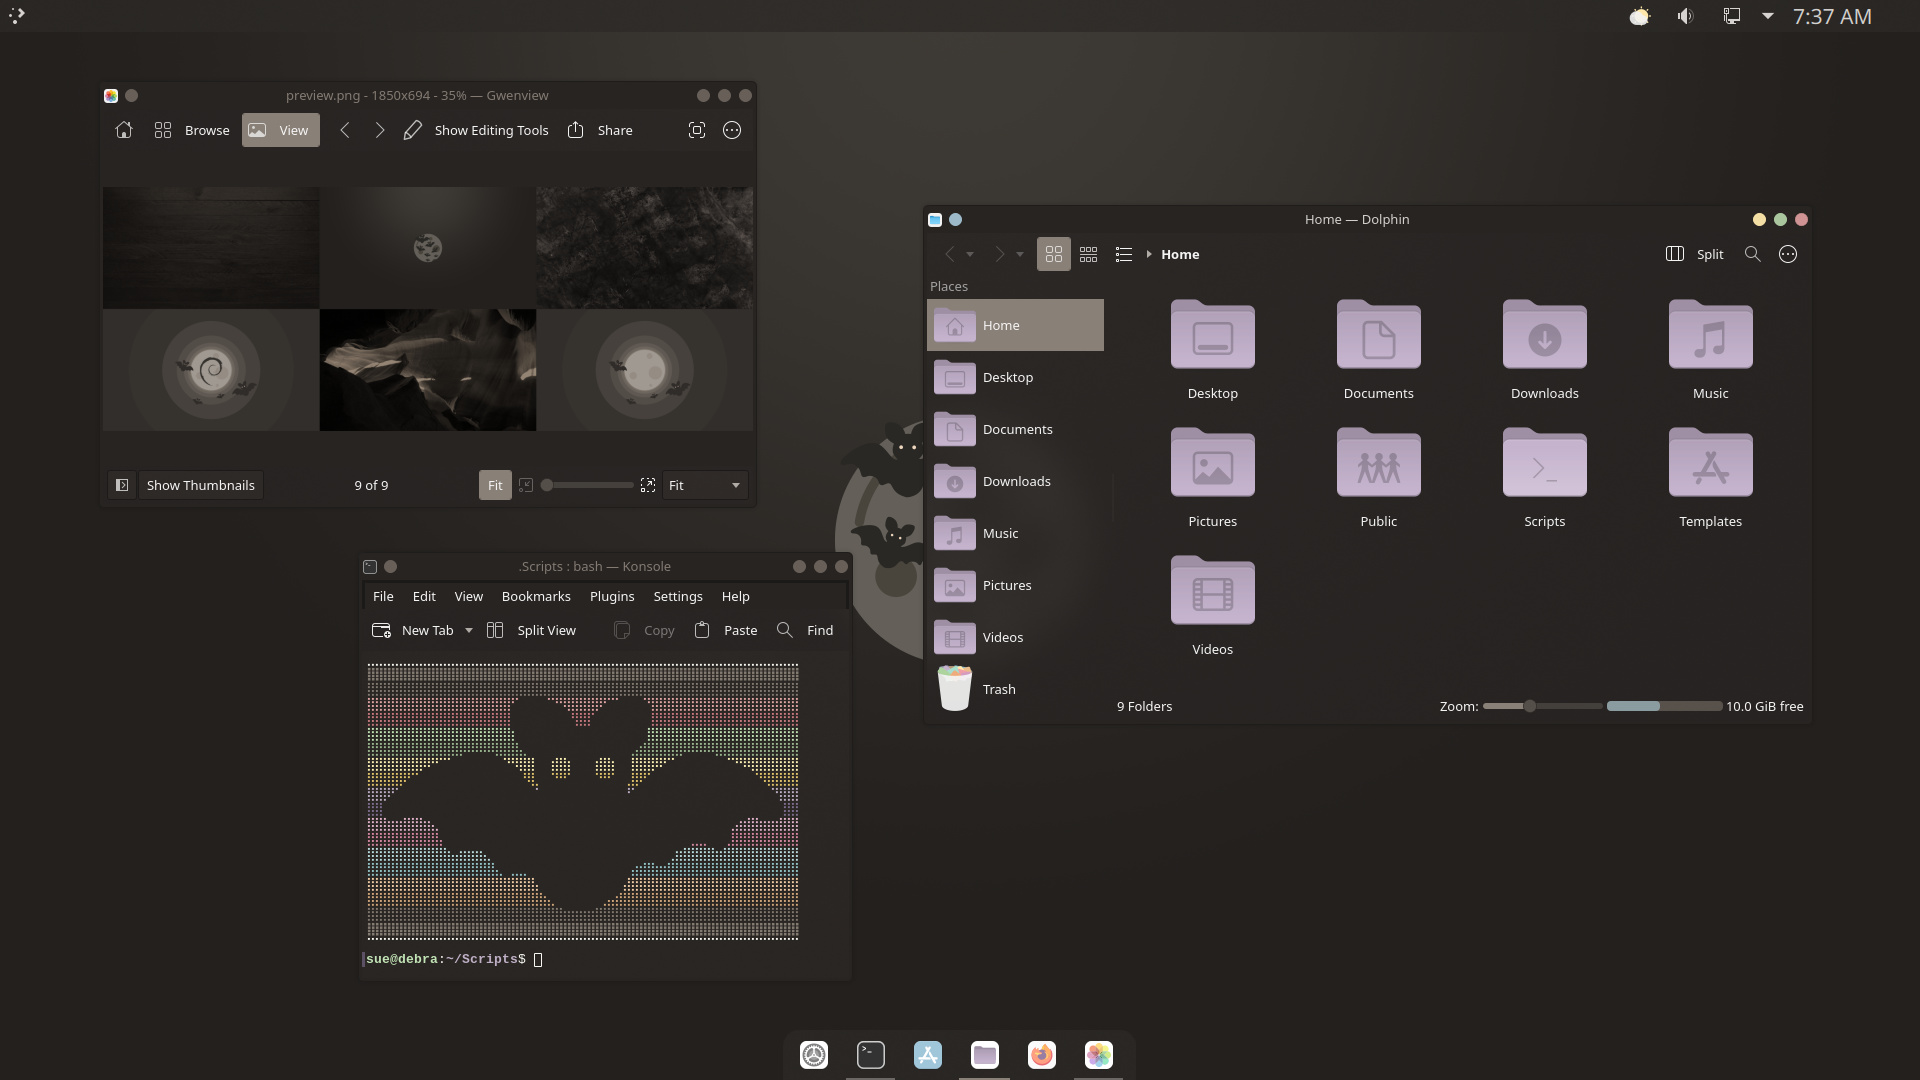 7:37 AM
preview.png - 1850x694 - 35% — Gwenview
Browse View Show Editing Tools Share
Show Thumbnails 9 of 9 Fit Fit
Home — Dolphin
Home Split
Places
Home
Desktop
Documents
Downloads
Music
Pictures
Videos
Trash
Desktop Documents Downloads Music
Pictures Public Scripts Templates
Videos
9 Folders Zoom: 10.0 GiB free
.Scripts : bash — Konsole
File Edit View Bookmarks Plugins Settings Help
New Tab Split View Copy Paste Find
sue@debra:~/Scripts$